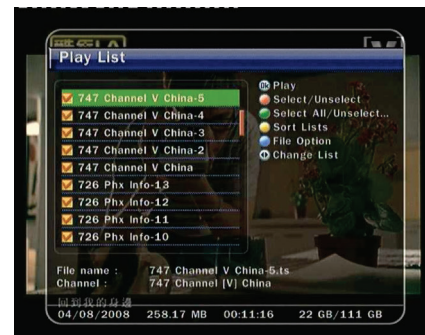 Play List
747 Channel V China-5
747 Channel V China-4
747 Channel V China-3
747 Channel V China-2
747 Channel V China
726 Phx Info-13
726 Phx Info-12
726 Phx Info-11
726 Phx Info-10
Ok Play
Select/Unselect
Select All/Unselect...
Sort Lists
File Option
Change List
File name : 747 Channel V China-5.ts
Channel : 747 Channel [V] China
回到我的身邊
04/08/2008 258.17 MB 00:11:16 22 GB/111 GB